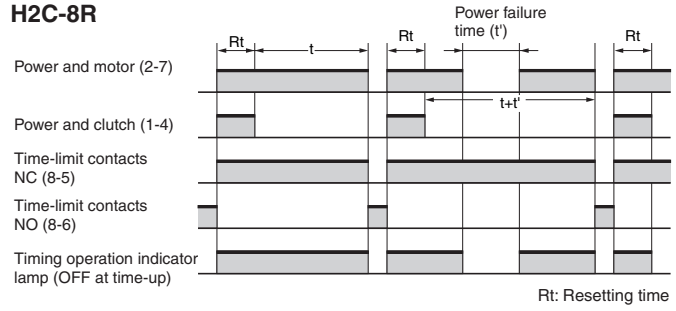 H2C-8R
Power failure
time (t')
Rt
t
Rt
Rt
Power and motor (2-7)
t+t'
Power and clutch (1-4)
Time-limit contacts
NC (8-5)
Time-limit contacts
NO (8-6)
Timing operation indicator
lamp (OFF at time-up)
Rt: Resetting time